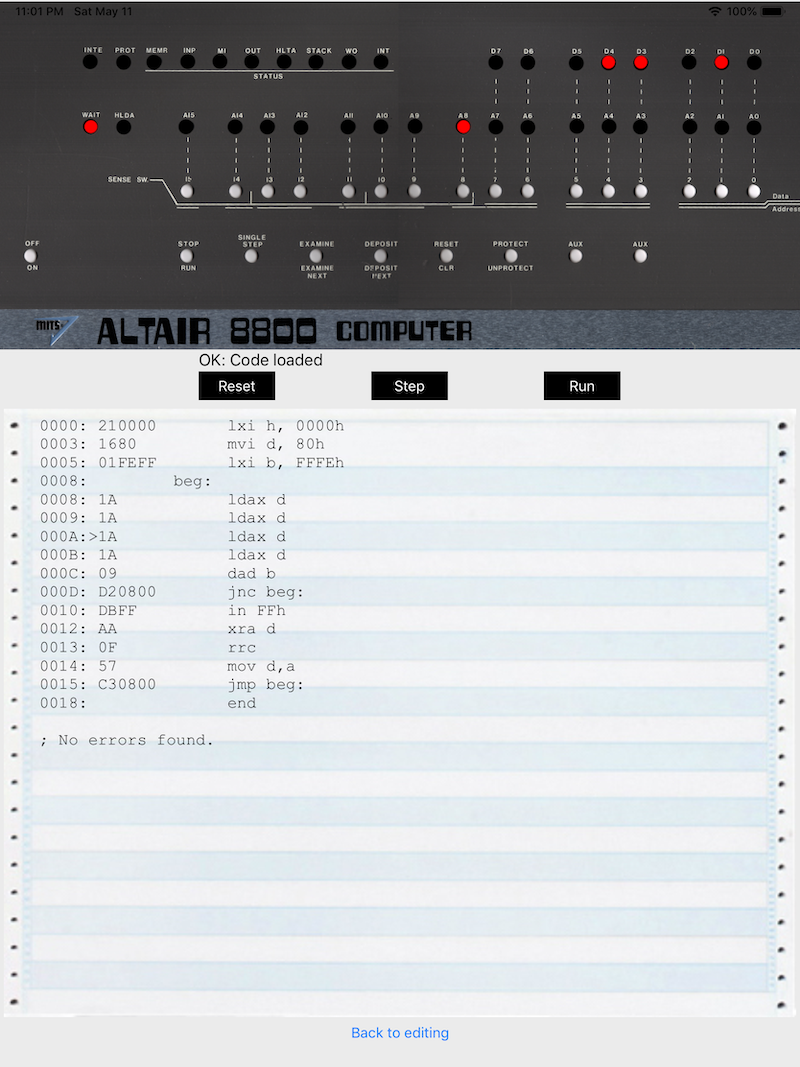 11:01 PM Sat May 11 100%
INTE PROT MEMR INP MI OUT HLTA STACK WO INT D7 D6 D5 D4 D3 D2 D1 D0
STATUS
WAIT HLDA A15 A14 A13 A12 A11 A10 A9 A8 A7 A6 A5 A4 A3 A2 A1 A0
SENSE SW. 15 14 13 12 11 10 9 8 7 6 5 4 3 2 1 0
Data
Address
OFF STOP SINGLE STEP EXAMINE DEPOSIT RESET PROTECT AUX AUX
ON RUN EXAMINE NEXT DEPOSIT NEXT CLR UNPROTECT
MITS ALTAIR 8800 COMPUTER
OK: Code loaded
Reset Step Run
0000: 210000 lxi h, 0000h
0003: 1680 mvi d, 80h
0005: 01FEFF lxi b, FFFEh
0008: beg:
0008: 1A ldax d
0009: 1A ldax d
000A:>1A ldax d
000B: 1A ldax d
000C: 09 dad b
000D: D20800 jnc beg:
0010: DBFF in FFh
0012: AA xra d
0013: 0F rrc
0014: 57 mov d,a
0015: C30800 jmp beg:
0018: end
; No errors found.
Back to editing